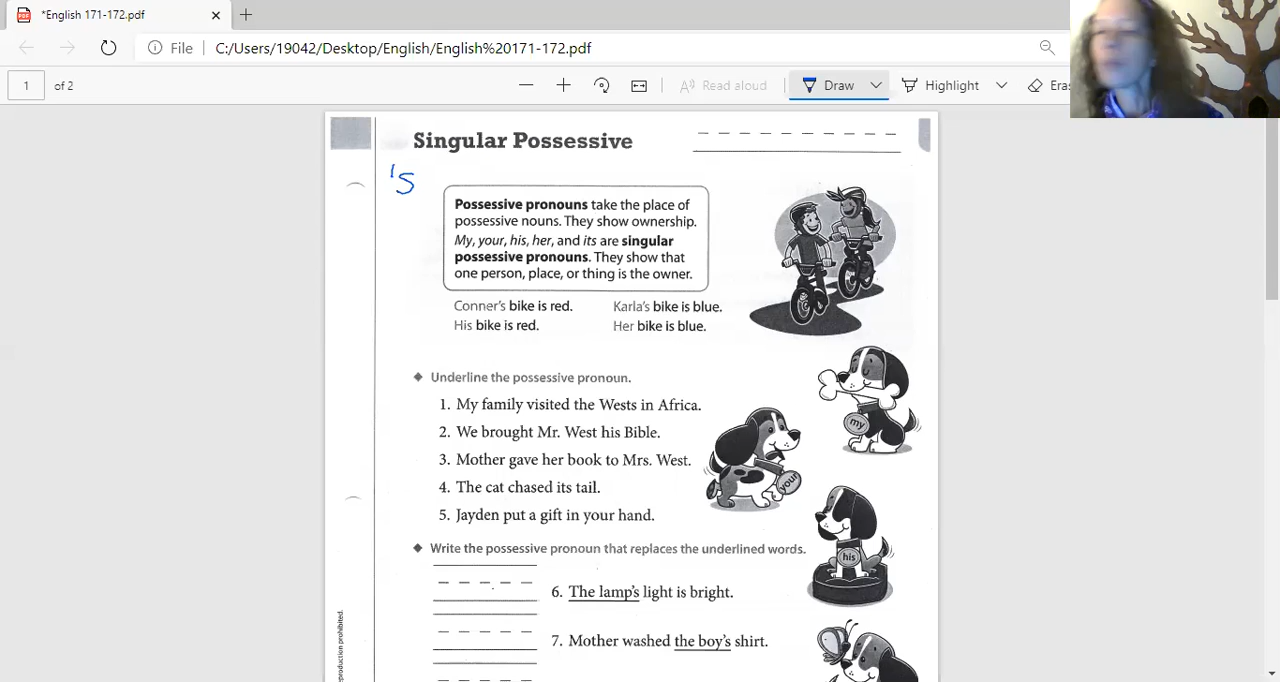 *English 171-172.pdf
File
C:/Users/19042/Desktop/English/English%20171-172.pdf
1 of 2
Read aloud
Draw
Highlight
Eras
Singular Possessive
's
Possessive pronouns take the place of
possessive nouns. They show ownership.
My, your, his, her, and its are singular
possessive pronouns. They show that
one person, place, or thing is the owner.
Conner's bike is red.
Karla's bike is blue.
His bike is red.
Her bike is blue.
Underline the possessive pronoun.
1. My family visited the Wests in Africa.
2. We brought Mr. West his Bible.
3. Mother gave her book to Mrs. West.
4. The cat chased its tail.
5. Jayden put a gift in your hand.
my
your
his
Write the possessive pronoun that replaces the underlined words.
6. The lamp's light is bright.
7. Mother washed the boy's shirt.
reproduction prohibited.